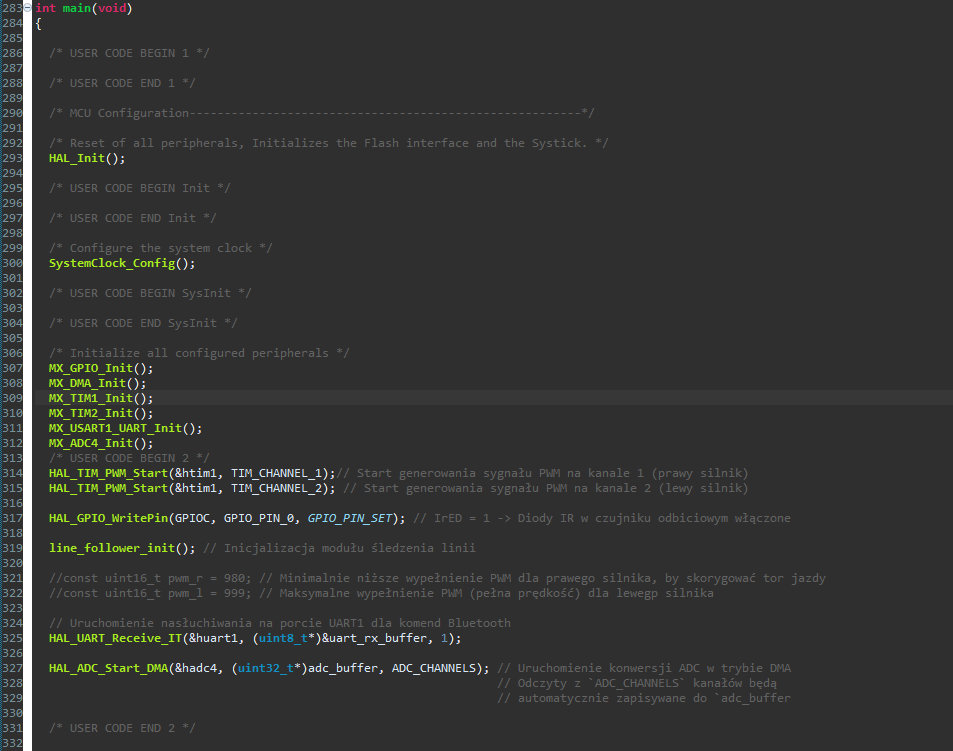 283 int main(void)
284 {
285
286 /* USER CODE BEGIN 1 */
287
288 /* USER CODE END 1 */
289
290 /* MCU Configuration--------------------------------------------------------*/
291
292 /* Reset of all peripherals, Initializes the Flash interface and the Systick. */
293 HAL_Init();
294
295 /* USER CODE BEGIN Init */
296
297 /* USER CODE END Init */
298
299 /* Configure the system clock */
300 SystemClock_Config();
301
302 /* USER CODE BEGIN SysInit */
303
304 /* USER CODE END SysInit */
305
306 /* Initialize all configured peripherals */
307 MX_GPIO_Init();
308 MX_DMA_Init();
309 MX_TIM1_Init();
310 MX_TIM2_Init();
311 MX_USART1_UART_Init();
312 MX_ADC4_Init();
313 /* USER CODE BEGIN 2 */
314 HAL_TIM_PWM_Start(&htim1, TIM_CHANNEL_1);// Start generowania sygnału PWM na kanale 1 (prawy silnik)
315 HAL_TIM_PWM_Start(&htim1, TIM_CHANNEL_2); // Start generowania sygnału PWM na kanale 2 (lewy silnik)
316
317 HAL_GPIO_WritePin(GPIOC, GPIO_PIN_0, GPIO_PIN_SET); // IrED = 1 -> Diody IR w czujniku odbiciowym włączone
318
319 line_follower_init(); // Inicjalizacja modułu śledzenia linii
320
321 //const uint16_t pwm_r = 980; // Minimalnie niższe wypełnienie PWM dla prawego silnika, by skorygować tor jazdy
322 //const uint16_t pwm_l = 999; // Maksymalne wypełnienie PWM (pełna prędkość) dla lewegp silnika
323
324 // Uruchomienie nasłuchiwania na porcie UART1 dla komend Bluetooth
325 HAL_UART_Receive_IT(&huart1, (uint8_t*)&uart_rx_buffer, 1);
326
327 HAL_ADC_Start_DMA(&hadc4, (uint32_t*)adc_buffer, ADC_CHANNELS); // Uruchomienie konwersji ADC w trybie DMA
328 // Odczyty z `ADC_CHANNELS` kanałów będą
329 // automatycznie zapisywane do `adc_buffer
330
331 /* USER CODE END 2 */
332